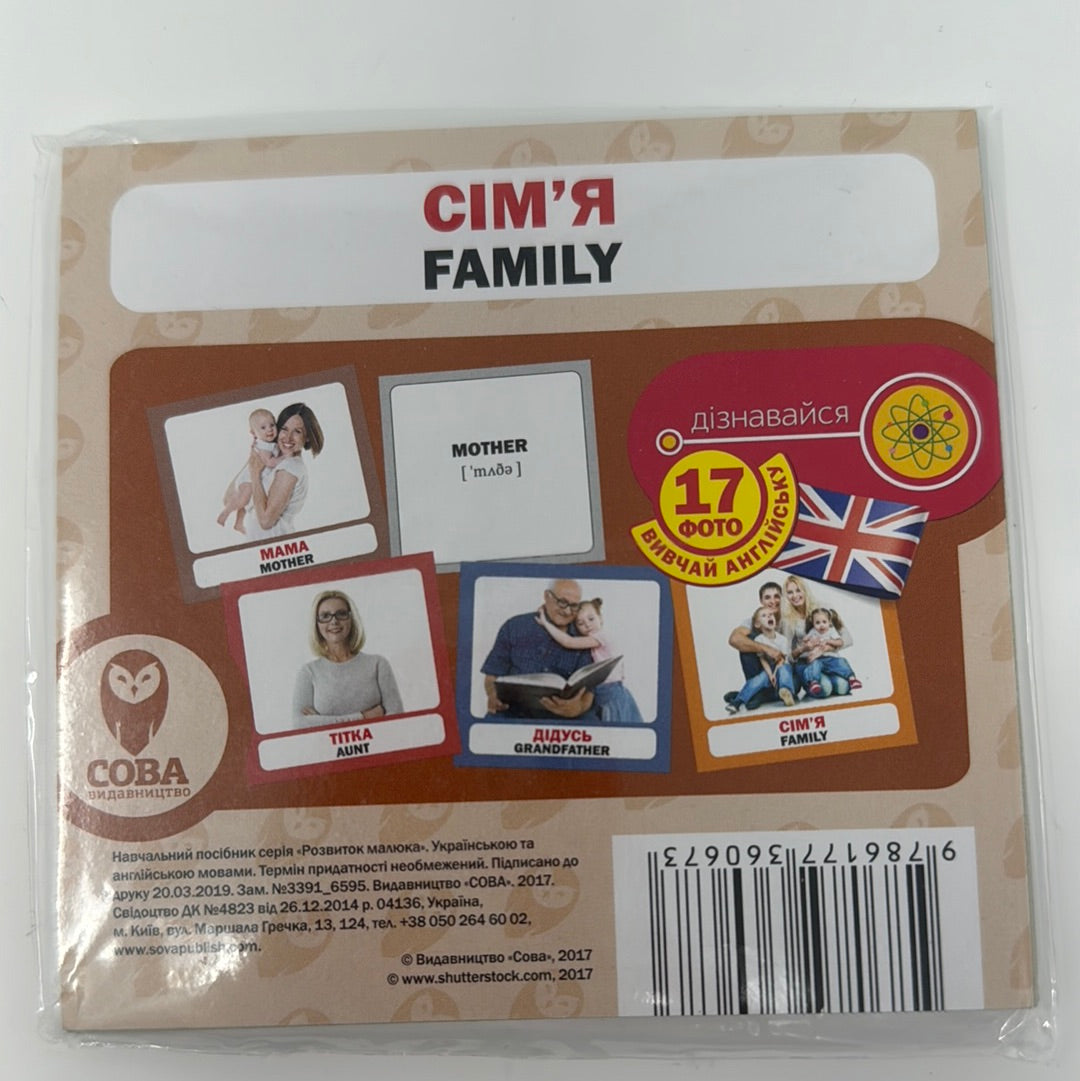 СІМ'Я
FAMILY
дізнавайся
17
ФОТО
ВИВЧАЙ АНГЛІЙСЬКУ
МАМА
MOTHER
MOTHER
[ ˈmʌðə ]
ТІТКА
AUNT
ДІДУСЬ
GRANDFATHER
СІМ'Я
FAMILY
СОВА
видавництво
Навчальний посібник серія «Розвиток малюка». Українською та
англійською мовами. Термін придатності необмежений. Підписано до
друку 20.03.2019. Зам. №3391_6595. Видавництво «СОВА». 2017.
Свідоцтво ДК №4823 від 26.12.2014 р. 04136, Україна,
м. Київ, вул. Маршала Гречка, 13, 124, тел. +38 050 264 60 02,
www.sovapublish.com.
© Видавництво «Сова», 2017
© www.shutterstock.com, 2017
9786177360673